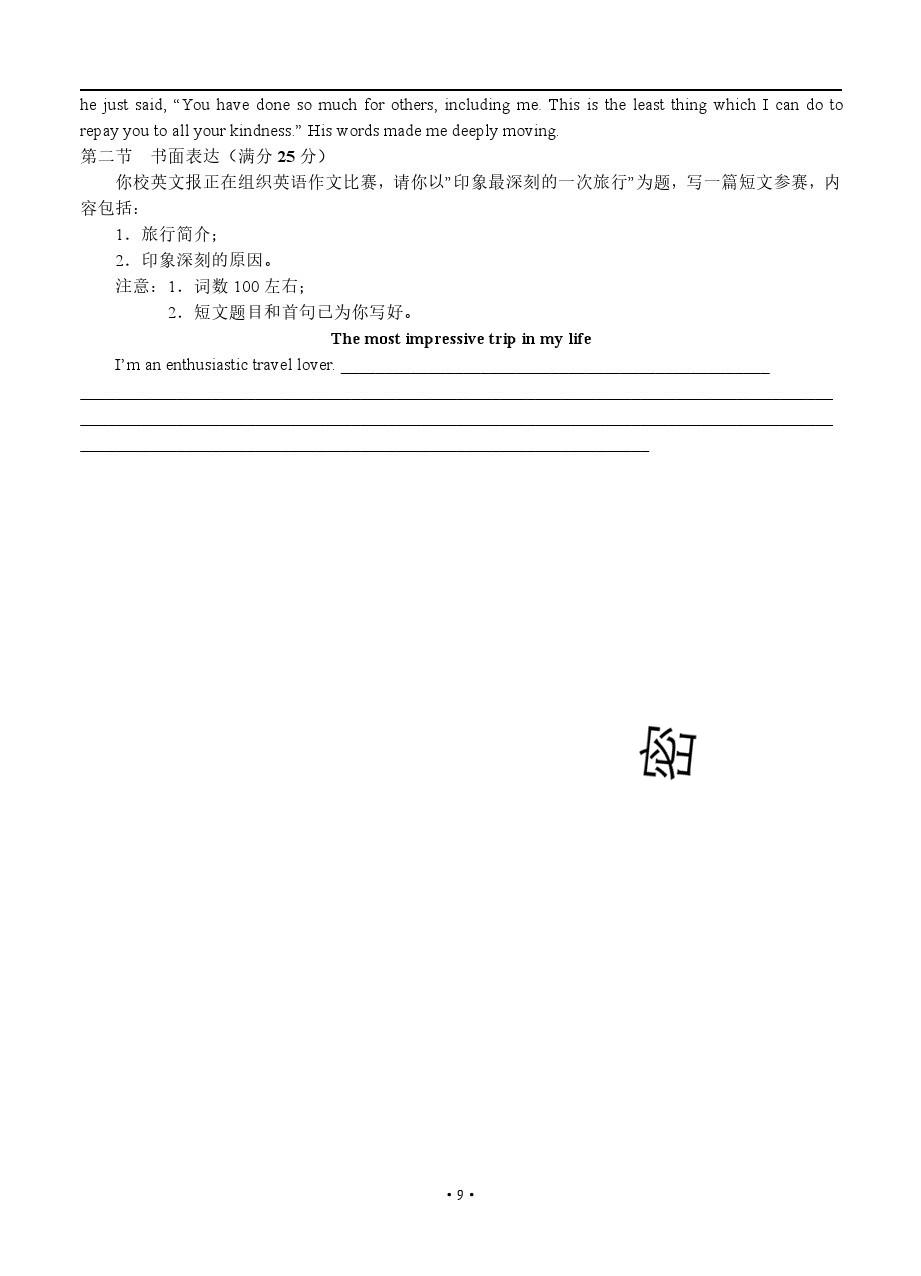 he just said, “You have done so much for others, including me. This is the least thing which I can do to
repay you to all your kindness.” His words made me deeply moving.
第二节 书面表达（满分 25 分）
你校英文报正在组织英语作文比赛，请你以”印象最深刻的一次旅行”为题，写一篇短文参赛，内
容包括：
1．旅行简介；
2．印象深刻的原因。
注意：1．词数 100 左右；
2．短文题目和首句已为你写好。
The most impressive trip in my life
I’m an enthusiastic travel lover.
密
• 9 •